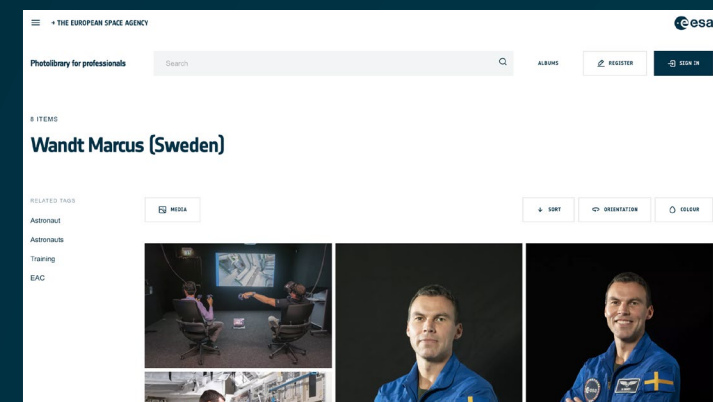 → THE EUROPEAN SPACE AGENCY
esa
Photolibrary for professionals
Search
ALBUMS
REGISTER
SIGN IN
8 ITEMS
Wandt Marcus (Sweden)
RELATED TAGS
MEDIA
SORT
ORIENTATION
COLOUR
Astronaut
Astronauts
Training
EAC
esa